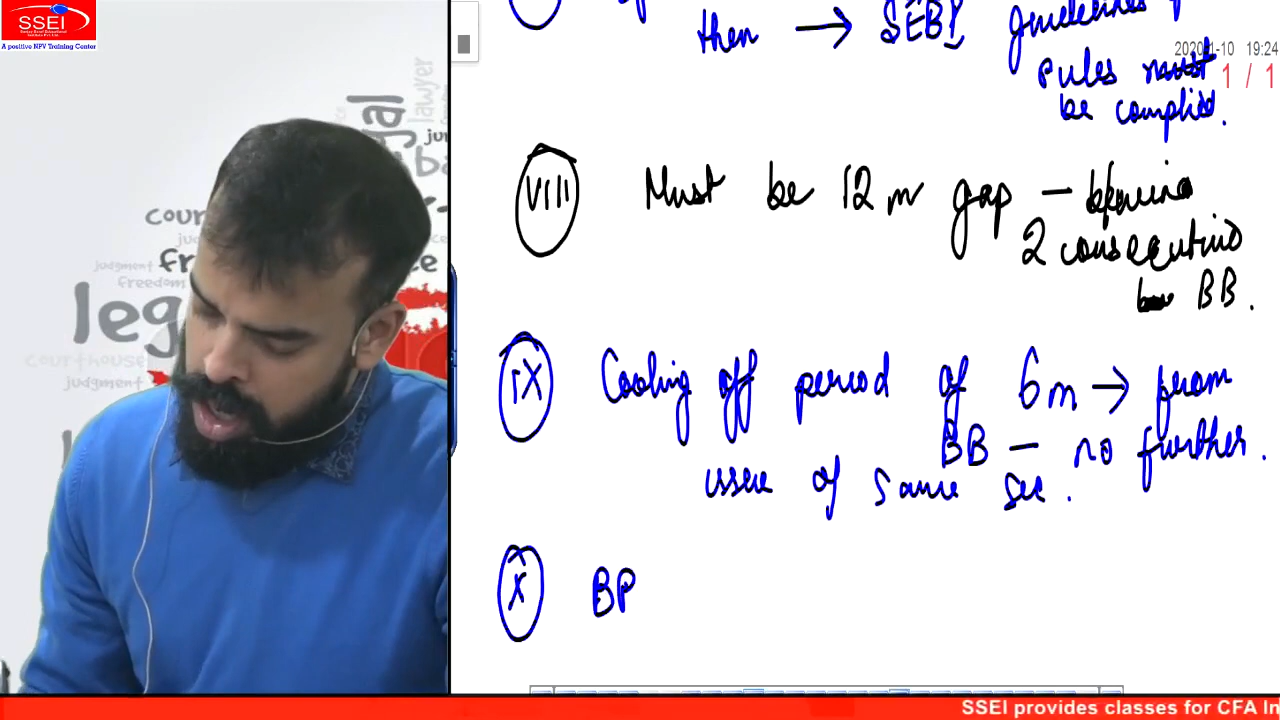 SSEI
A positive NPV Training Center
then → SEBI guidelines
2020-1-10 19:24
rules must
1 / 1
be complied.
VIII Must be 12 m gap -
2 consecutive
BB.
IX Cooling off period of 6m → from
BB - no further.
issue of same sec.
X BP
lawyer
legal
judgment
freedom
courthouse
judgment
SSEI provides classes for CFA In